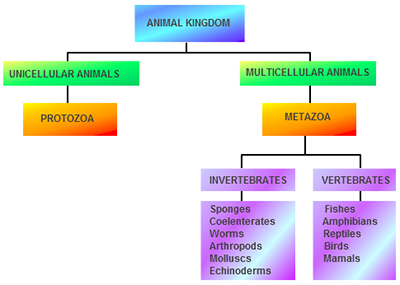 ANIMAL KINGDOM
UNICELLULAR ANIMALS
MULTICELLULAR ANIMALS
PROTOZOA
METAZOA
INVERTEBRATES
VERTEBRATES
Sponges
Coelenterates
Worms
Arthropods
Molluscs
Echinoderms
Fishes
Amphibians
Reptiles
Birds
Mamals